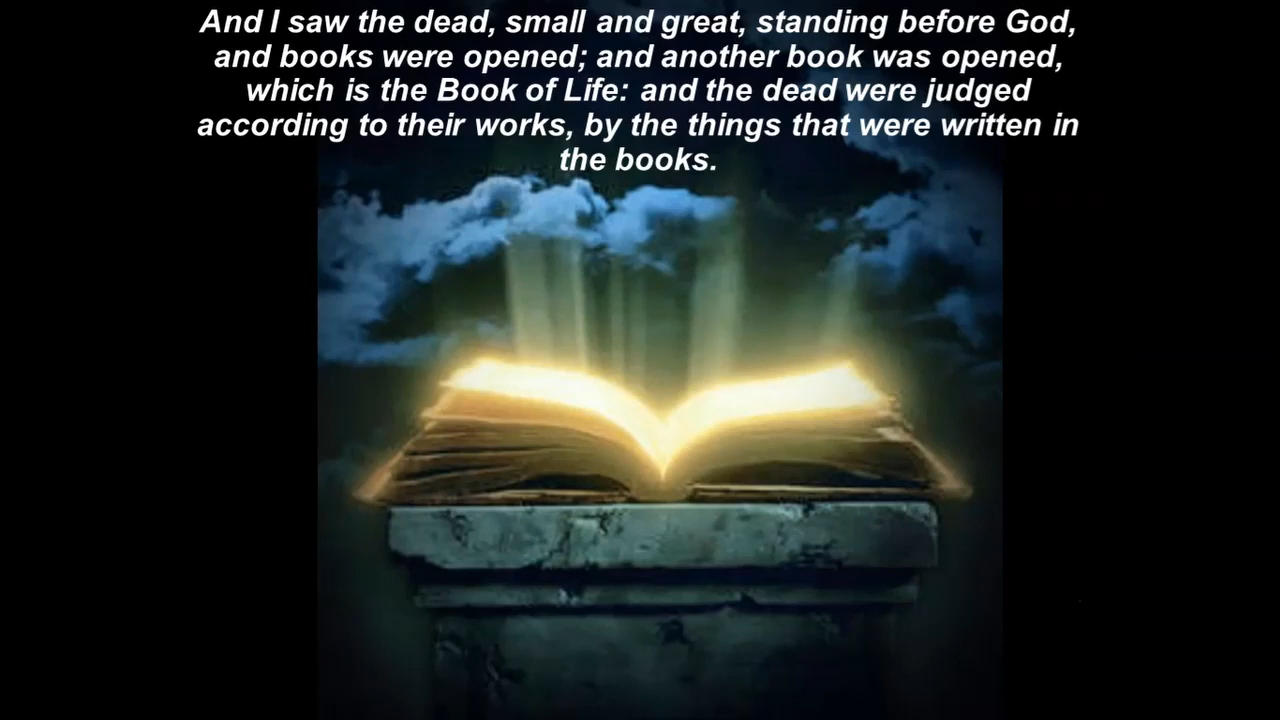 And I saw the dead, small and great, standing before God,
and books were opened; and another book was opened,
which is the Book of Life: and the dead were judged
according to their works, by the things that were written in
the books.